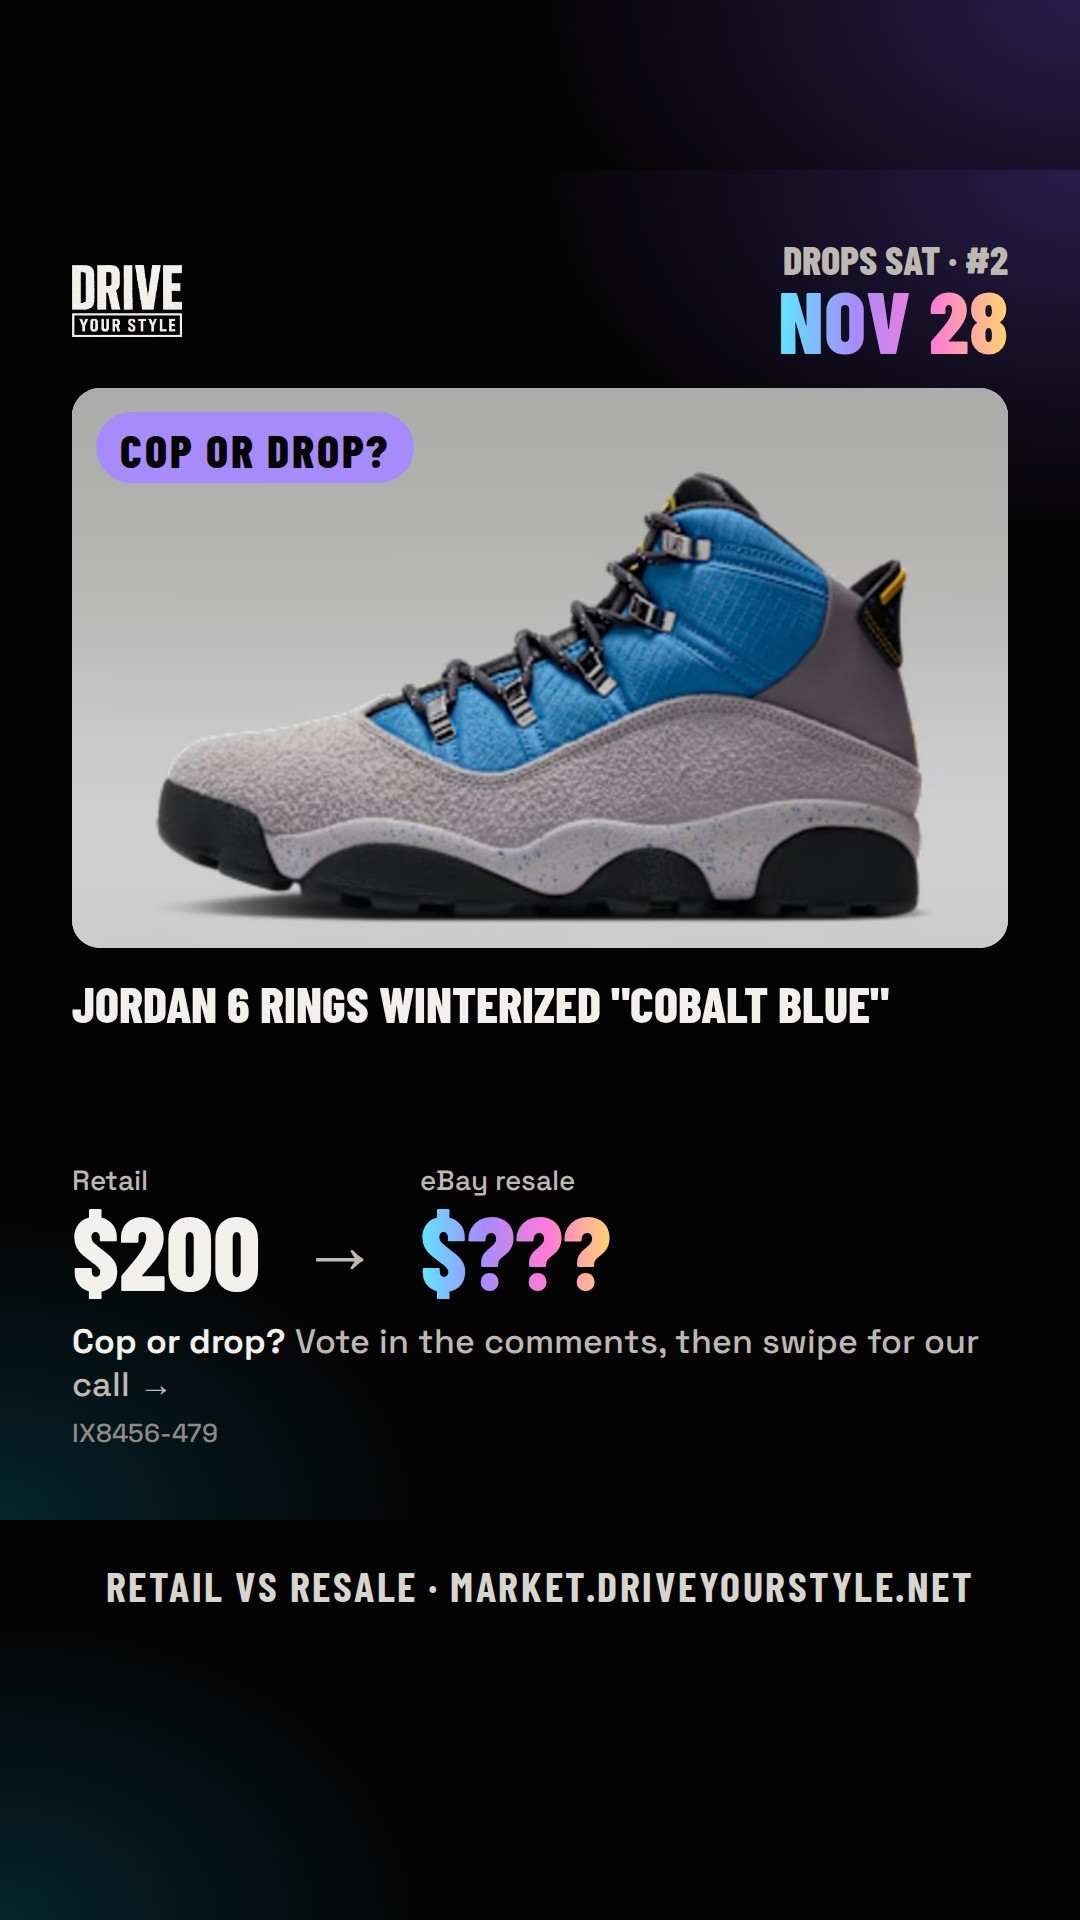 DRIVE
YOUR STYLE
DROPS SAT · #2
NOV 28
COP OR DROP?
JORDAN 6 RINGS WINTERIZED "COBALT BLUE"
Retail
$200
→
eBay resale
$???
Cop or drop? Vote in the comments, then swipe for our
call →
IX8456-479
RETAIL VS RESALE · MARKET.DRIVEYOURSTYLE.NET